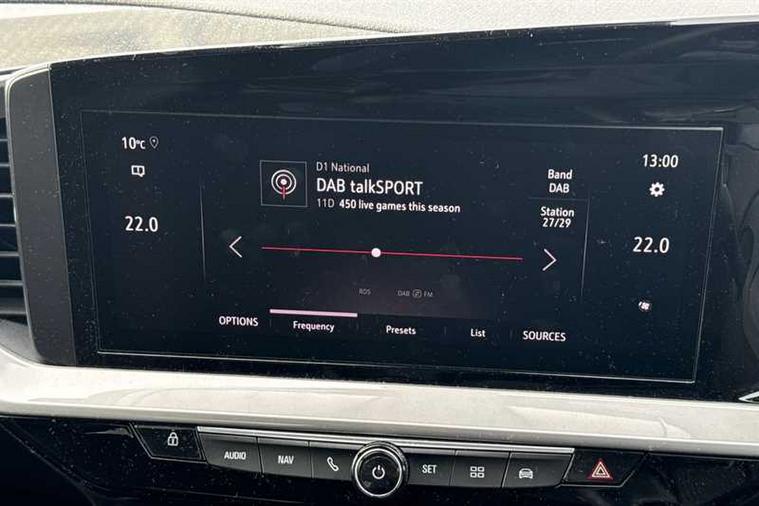 10°C
22.0
D1 National
DAB talkSPORT
11D 450 live games this season
Band
DAB
Station
27/29
13:00
22.0
RDS DAB FM
OPTIONS Frequency Presets List SOURCES
AUDIO NAV SET